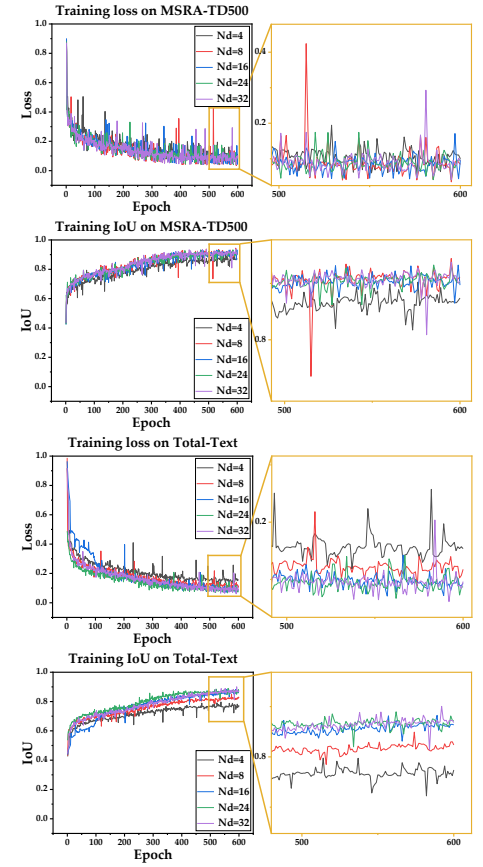 Training loss on MSRA-TD500
1.0
0.8
0.6
0.4
0.2
0.0
Loss
0 100 200 300 400 500 600
Epoch
Nd=4
Nd=8
Nd=16
Nd=24
Nd=32
0.4
0.2
500 600
Training IoU on MSRA-TD500
1.0
0.8
0.6
0.4
0.2
0.0
IoU
0 100 200 300 400 500 600
Epoch
Nd=4
Nd=8
Nd=16
Nd=24
Nd=32
0.8
500 600
Training loss on Total-Text
1.0
0.8
0.6
0.4
0.2
0.0
Loss
0 100 200 300 400 500 600
Epoch
Nd=4
Nd=8
Nd=16
Nd=24
Nd=32
0.2
500 600
Training IoU on Total-Text
1.0
0.8
0.6
0.4
0.2
0.0
IoU
0 100 200 300 400 500 600
Epoch
Nd=4
Nd=8
Nd=16
Nd=24
Nd=32
0.8
500 600